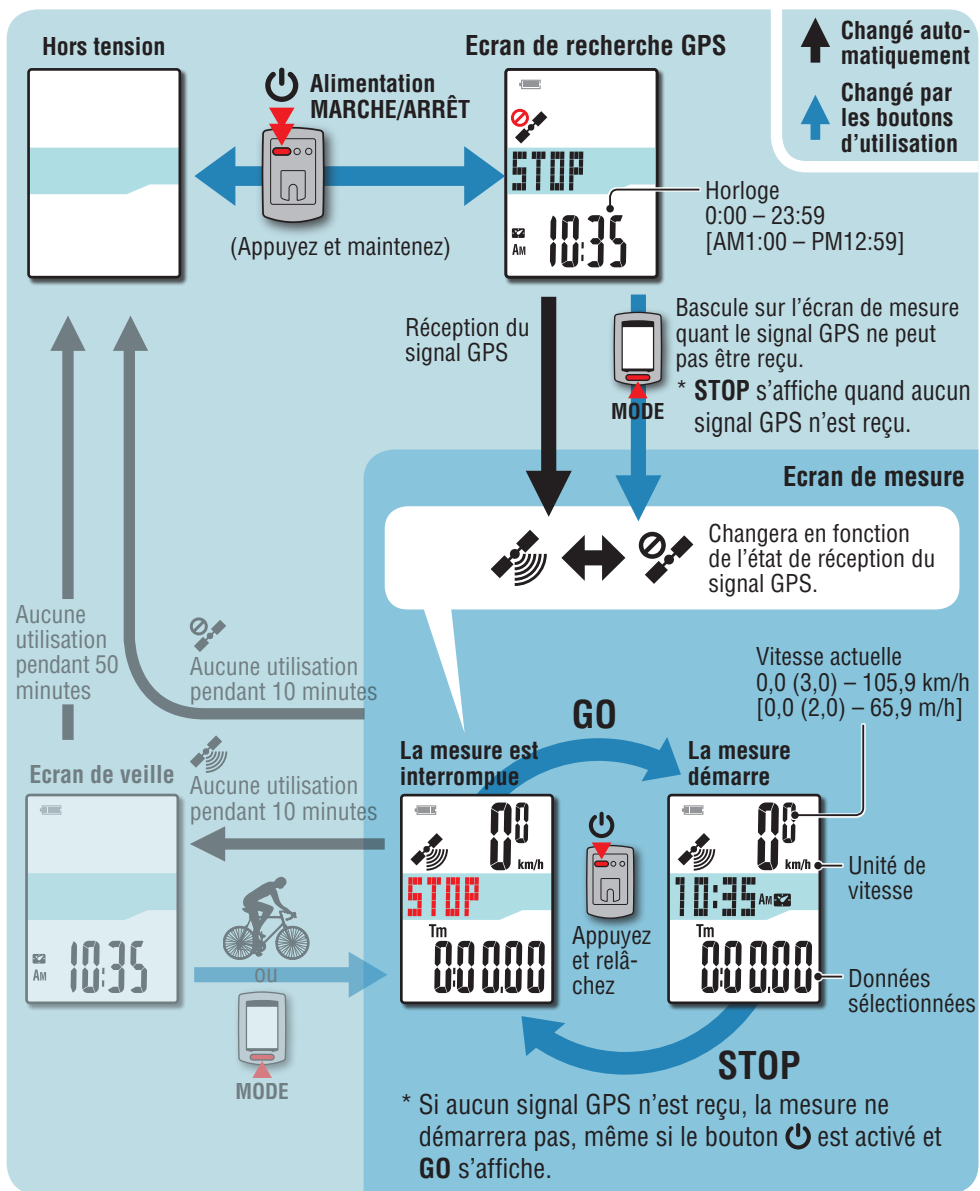 Hors tension
Ecran de recherche GPS
Changé auto-
matiquement
Changé par
les boutons
d'utilisation
Alimentation
MARCHE/ARRÊT
(Appuyez et maintenez)
STOP
AM
10:35
Horloge
0:00 – 23:59
[AM1:00 – PM12:59]
Réception du
signal GPS
MODE
Bascule sur l'écran de mesure
quant le signal GPS ne peut
pas être reçu.
* STOP s'affiche quand aucun
signal GPS n'est reçu.
Ecran de mesure
Changera en fonction
de l'état de réception du
signal GPS.
Aucune
utilisation
pendant 50
minutes
Aucune utilisation
pendant 10 minutes
Vitesse actuelle
0,0 (3,0) – 105,9 km/h
[0,0 (2,0) – 65,9 m/h]
GO
Ecran de veille
Aucune utilisation
pendant 10 minutes
La mesure est
interrompue
La mesure
démarre
AM
10:35
ou
MODE
00
km/h
STOP
Tm
0:00.00
Appuyez
et relâ-
chez
00
km/h
10:35 AM
Tm
0:00.00
Unité de
vitesse
Données
sélectionnées
STOP
* Si aucun signal GPS n'est reçu, la mesure ne
démarrera pas, même si le bouton est activé et
GO s'affiche.